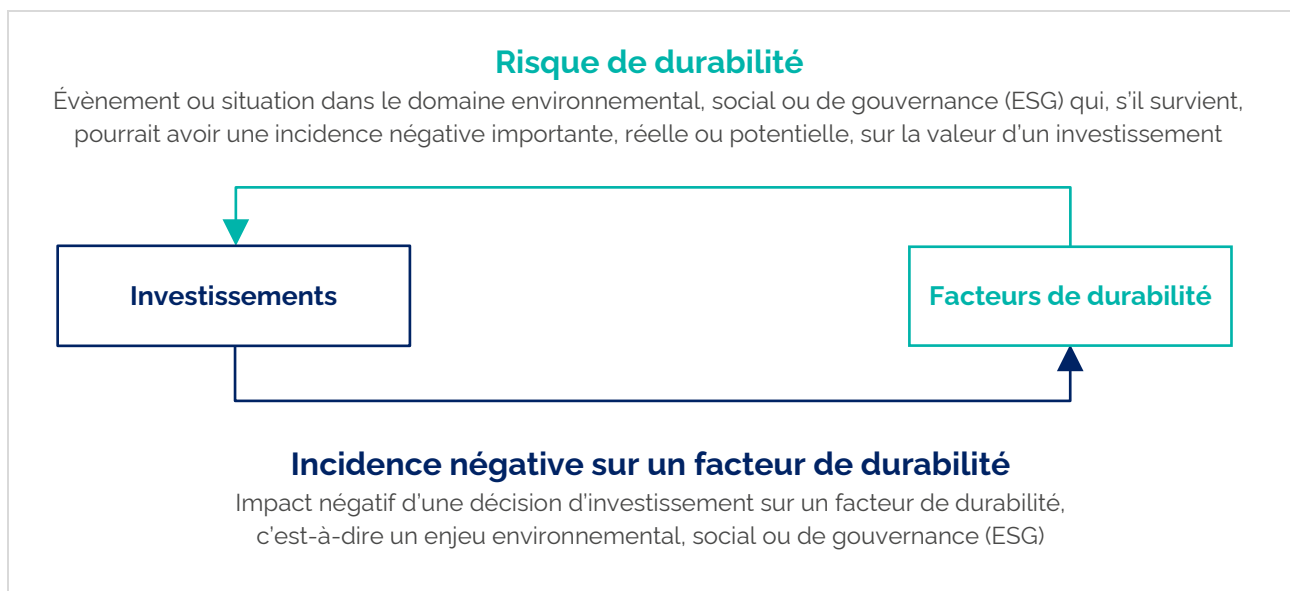 Risque de durabilité
Évènement ou situation dans le domaine environnemental, social ou de gouvernance (ESG) qui, s’il survient,
pourrait avoir une incidence négative importante, réelle ou potentielle, sur la valeur d’un investissement
Investissements
Facteurs de durabilité
Incidence négative sur un facteur de durabilité
Impact négatif d’une décision d’investissement sur un facteur de durabilité,
c’est-à-dire un enjeu environnemental, social ou de gouvernance (ESG)